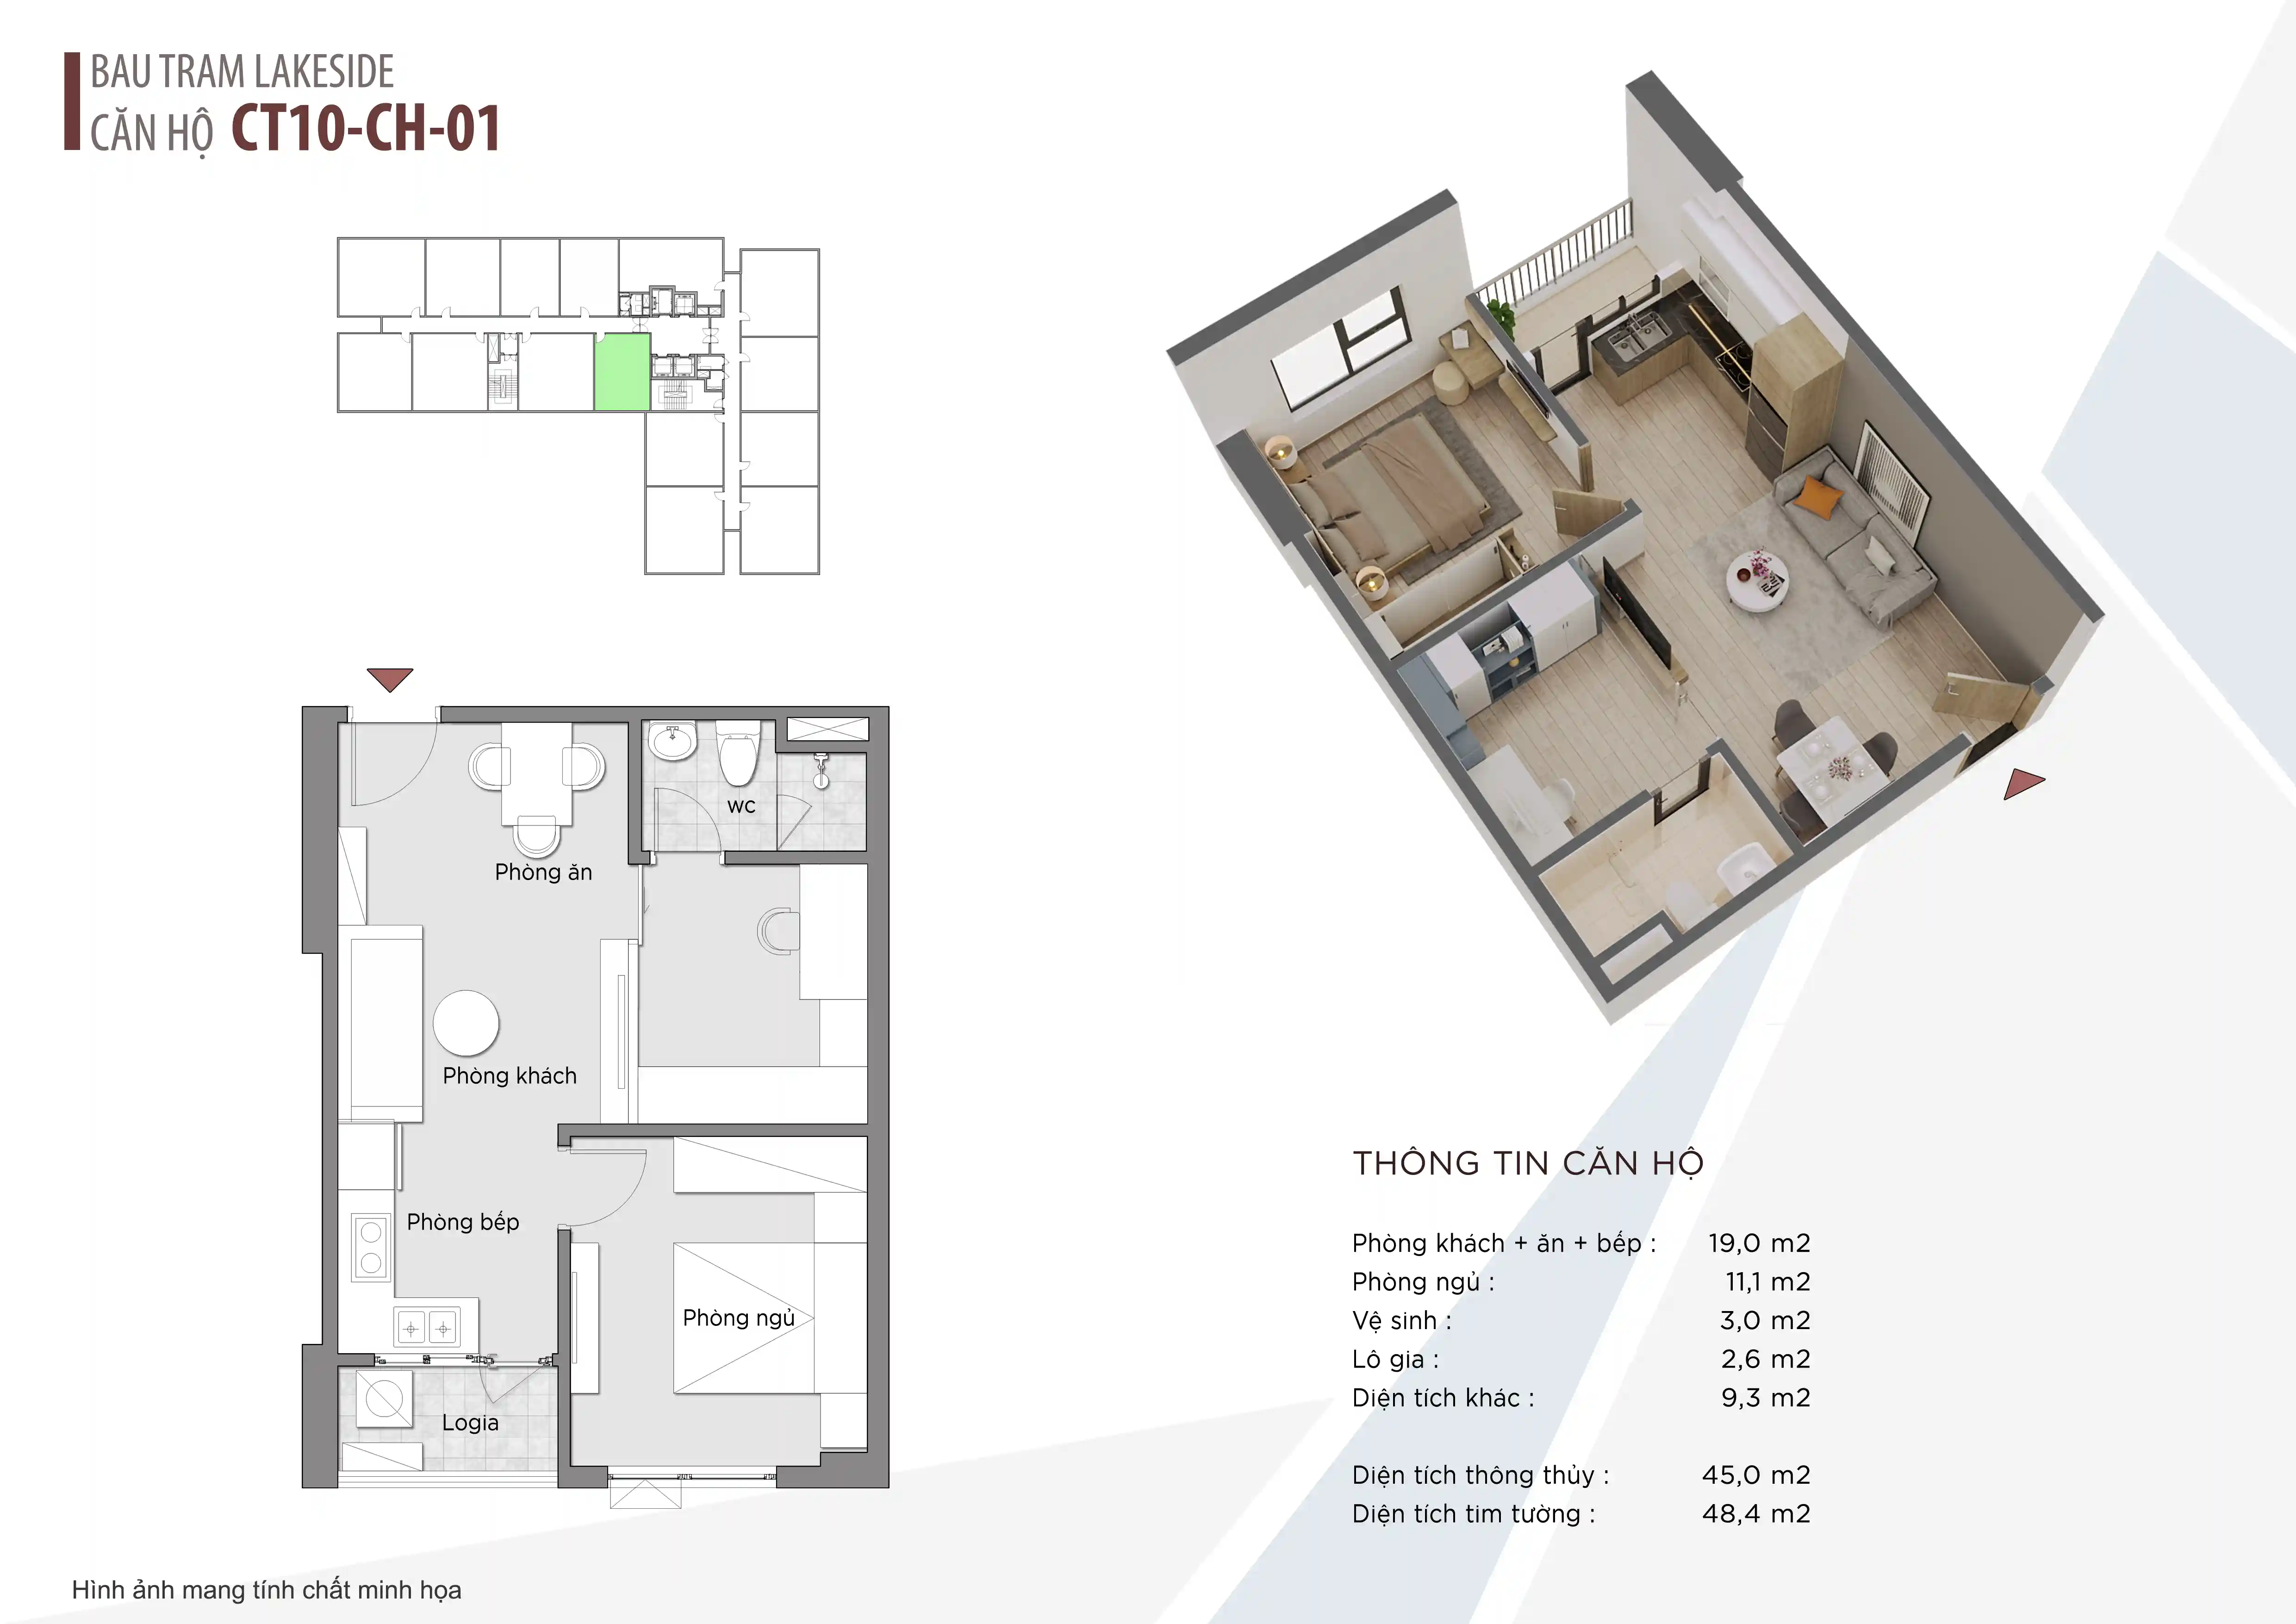 BAU TRAM LAKESIDE
CĂN HỘ CT10-CH-01
wc
Phòng ăn
Phòng khách
Phòng bếp
Phòng ngủ
Logia
THÔNG TIN CĂN HỘ
Phòng khách + ăn + bếp : 19,0 m2
Phòng ngủ : 11,1 m2
Vệ sinh : 3,0 m2
Lô gia : 2,6 m2
Diện tích khác : 9,3 m2
Diện tích thông thủy : 45,0 m2
Diện tích tim tường : 48,4 m2
Hình ảnh mang tính chất minh họa